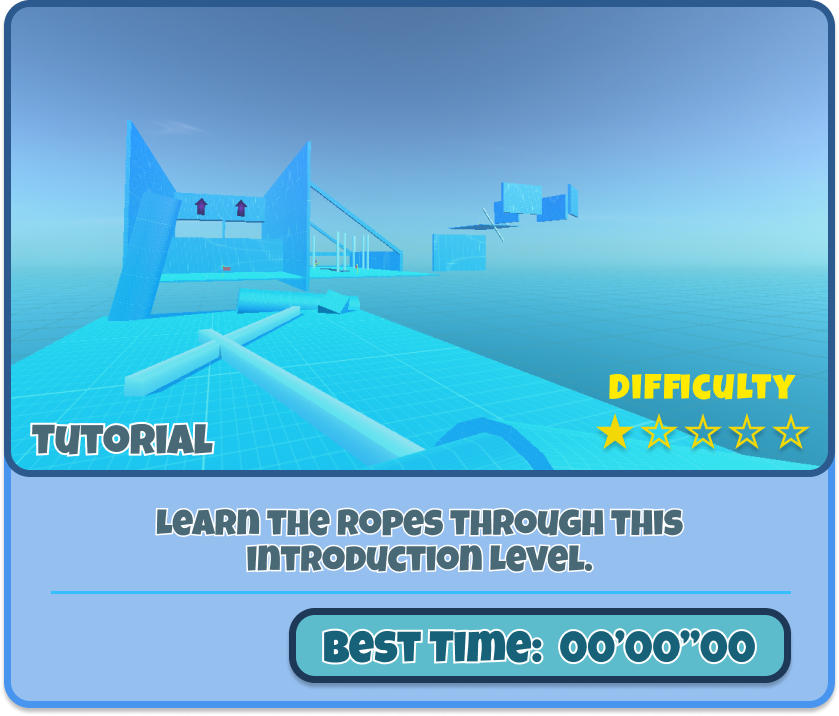 DIFFICULTY
TUTORIAL
LEARN THE ROPES THROUGH THIS
INTRODUCTION LEVEL.
BEST TIME: 00’00”00